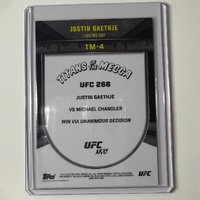 JUSTIN GAETHJE
LIGHTWEIGHT
TM-4
TITANS OF THE MECCA
UFC 268
JUSTIN GAETHJE
VS MICHAEL CHANDLER
WIN VIA UNANIMOUS DECISION
UFC
Topps
UFC